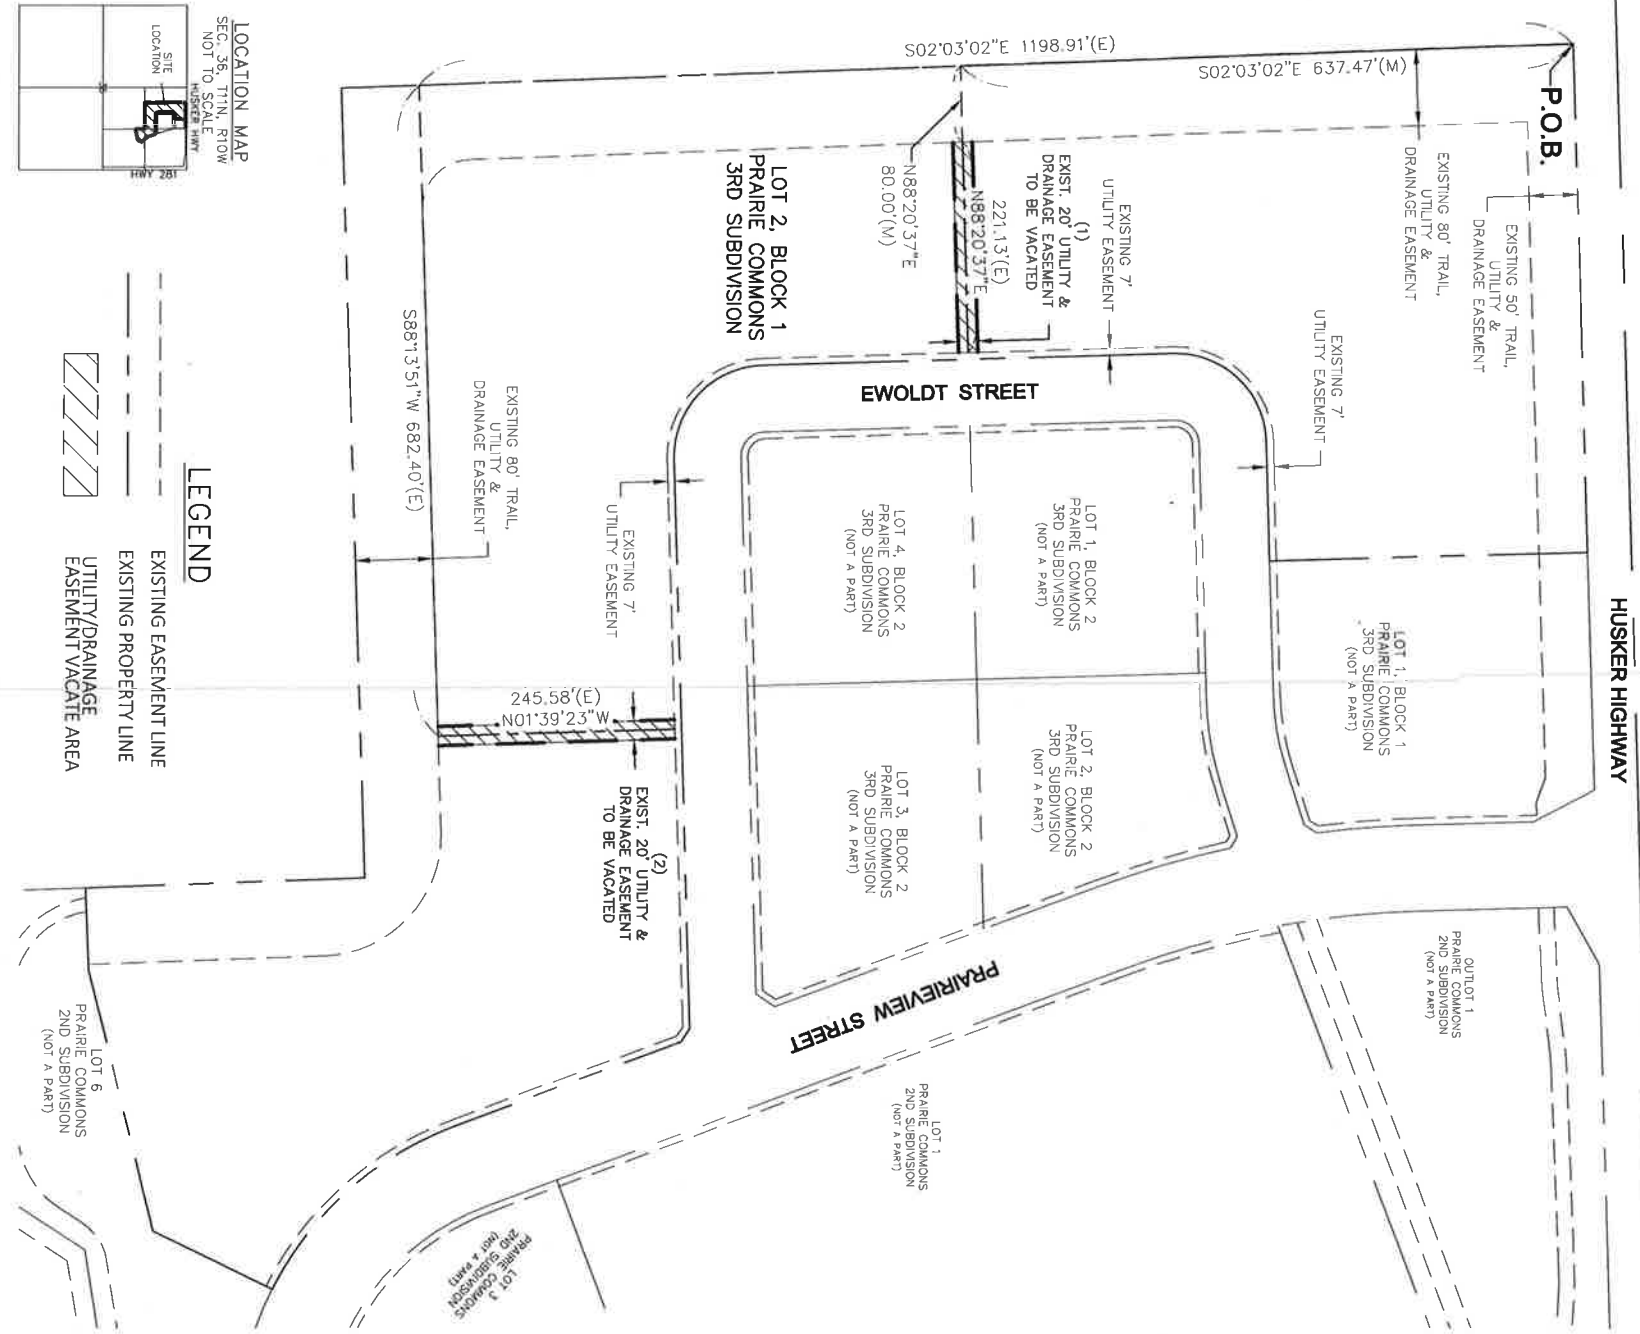 LOCATION MAP
SEC. 36, T11N, R10W
NOT TO SCALE
HUSKER HWY
SITE
LOCATION
36
HWY 281
HUSKER HIGHWAY
P.O.B.
S02°03'02"E 1198.91'(E)
S02°03'02"E 637.47'(M)
EXISTING 50' TRAIL,
UTILITY &
DRAINAGE EASEMENT
EXISTING 80' TRAIL,
UTILITY &
DRAINAGE EASEMENT
EXISTING 7'
UTILITY EASEMENT
EXISTING 7'
UTILITY EASEMENT
(1)
EXIST. 20' UTILITY &
DRAINAGE EASEMENT
TO BE VACATED
221.13'(E)
N88°20'37"E
N88°20'37"E
80.00'(M)
LOT 2, BLOCK 1
PRAIRIE COMMONS
3RD SUBDIVISION
EWOLDT STREET
LOT 1, BLOCK 1
PRAIRIE COMMONS
3RD SUBDIVISION
(NOT A PART)
LOT 1, BLOCK 2
PRAIRIE COMMONS
3RD SUBDIVISION
(NOT A PART)
LOT 4, BLOCK 2
PRAIRIE COMMONS
3RD SUBDIVISION
(NOT A PART)
LOT 2, BLOCK 2
PRAIRIE COMMONS
3RD SUBDIVISION
(NOT A PART)
LOT 3, BLOCK 2
PRAIRIE COMMONS
3RD SUBDIVISION
(NOT A PART)
S88°13'51"W 682.40'(E)
EXISTING 80' TRAIL,
UTILITY &
DRAINAGE EASEMENT
EXISTING 7'
UTILITY EASEMENT
245.58'(E)
N01°39'23"W
(2)
EXIST. 20' UTILITY &
DRAINAGE EASEMENT
TO BE VACATED
PRAIRIEVIEW STREET
OUTLOT 1
PRAIRIE COMMONS
2ND SUBDIVISION
(NOT A PART)
LOT 1
PRAIRIE COMMONS
2ND SUBDIVISION
(NOT A PART)
LOT 3
PRAIRIE COMMONS
2ND SUBDIVISION
(NOT A PART)
LOT 6
PRAIRIE COMMONS
2ND SUBDIVISION
(NOT A PART)
LEGEND
EXISTING EASEMENT LINE
EXISTING PROPERTY LINE
UTILITY/DRAINAGE
EASEMENT VACATE AREA